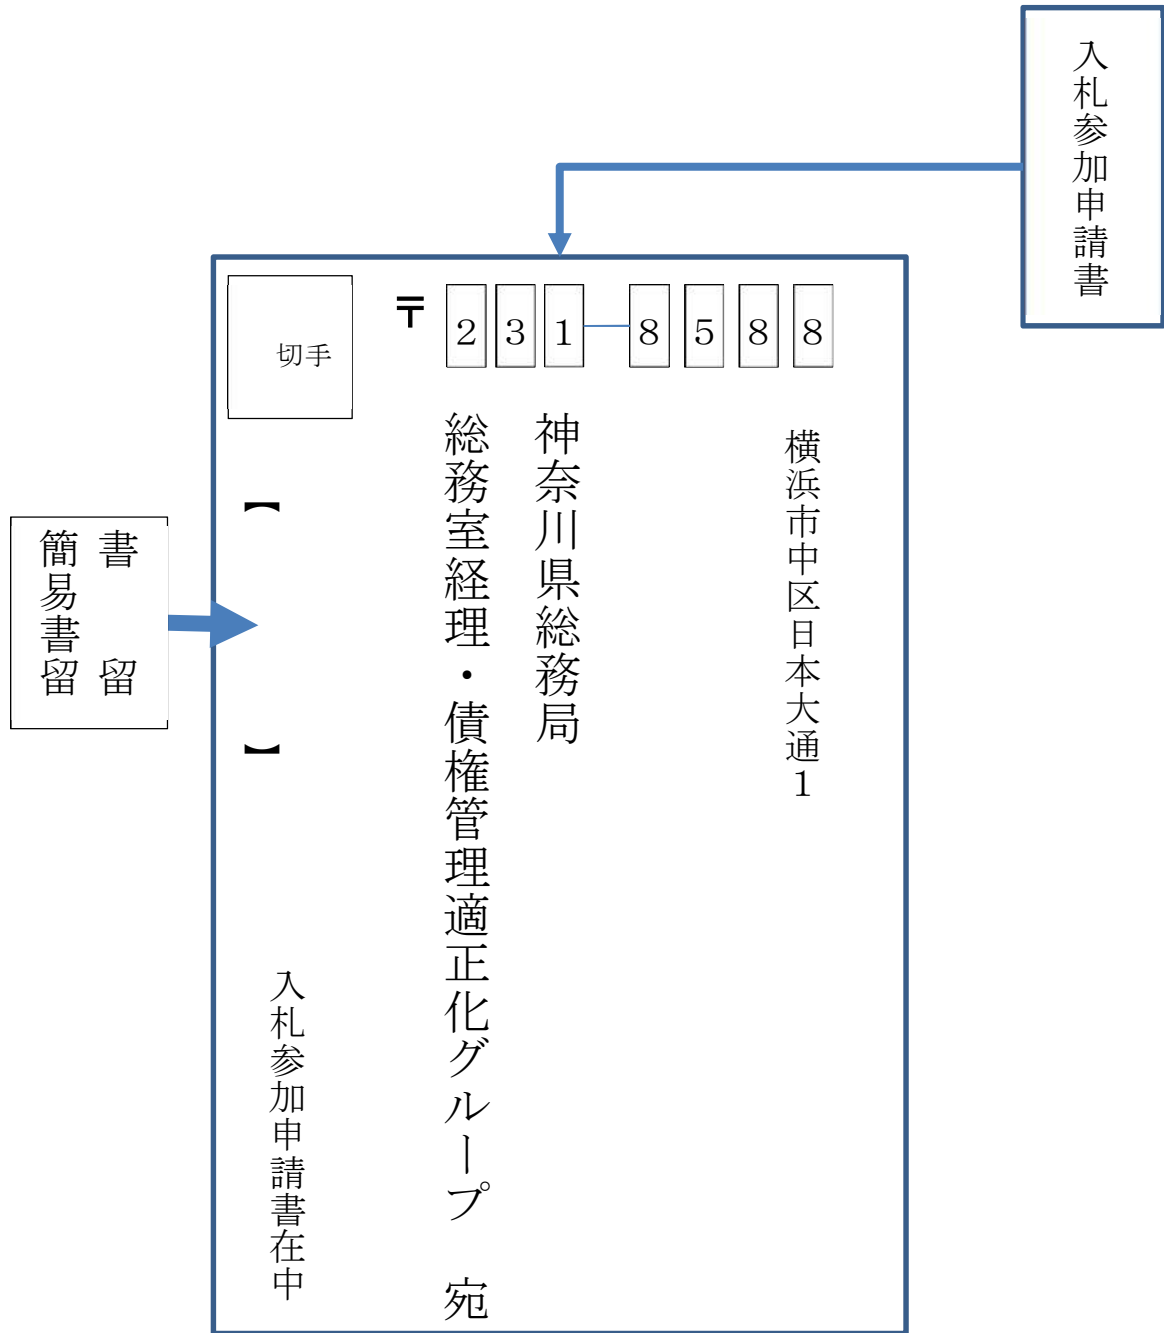 入札参加申請書
〒231-8588
横浜市中区日本大通1
神奈川県総務局
総務室経理・債権管理適正化グループ　宛
切手
【　　　】
入札参加申請書在中
書留
簡易書留